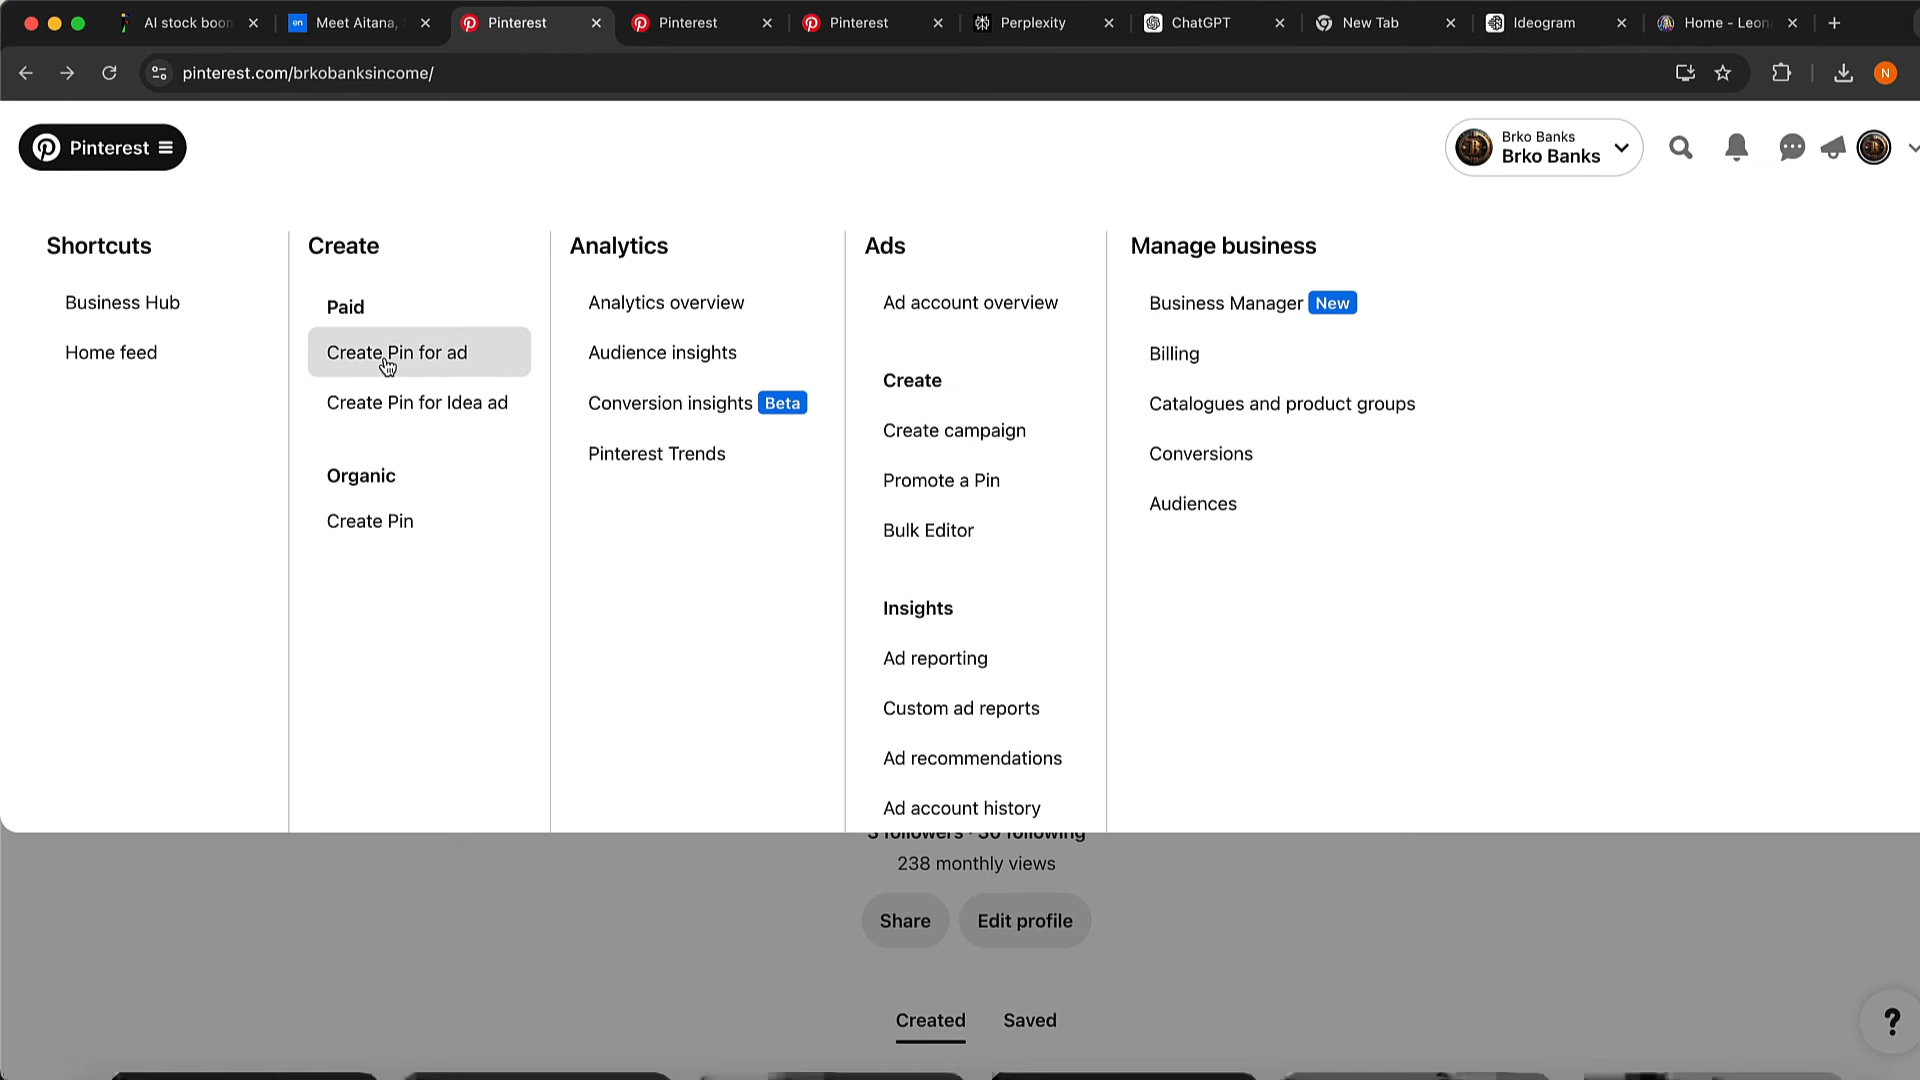 AI stock boon
Meet Aitana,
Pinterest
Pinterest
Pinterest
Perplexity
ChatGPT
New Tab
Ideogram
Home - Leon
pinterest.com/brkobanksincome/
N
Pinterest
Brko Banks
Brko Banks
Shortcuts
Business Hub
Home feed
Create
Paid
Create Pin for ad
Create Pin for Idea ad
Organic
Create Pin
Analytics
Analytics overview
Audience insights
Conversion insights Beta
Pinterest Trends
Ads
Ad account overview
Create
Create campaign
Promote a Pin
Bulk Editor
Insights
Ad reporting
Custom ad reports
Ad recommendations
Ad account history
Manage business
Business Manager New
Billing
Catalogues and product groups
Conversions
Audiences
followers · 30 following
238 monthly views
Share
Edit profile
Created
Saved
?